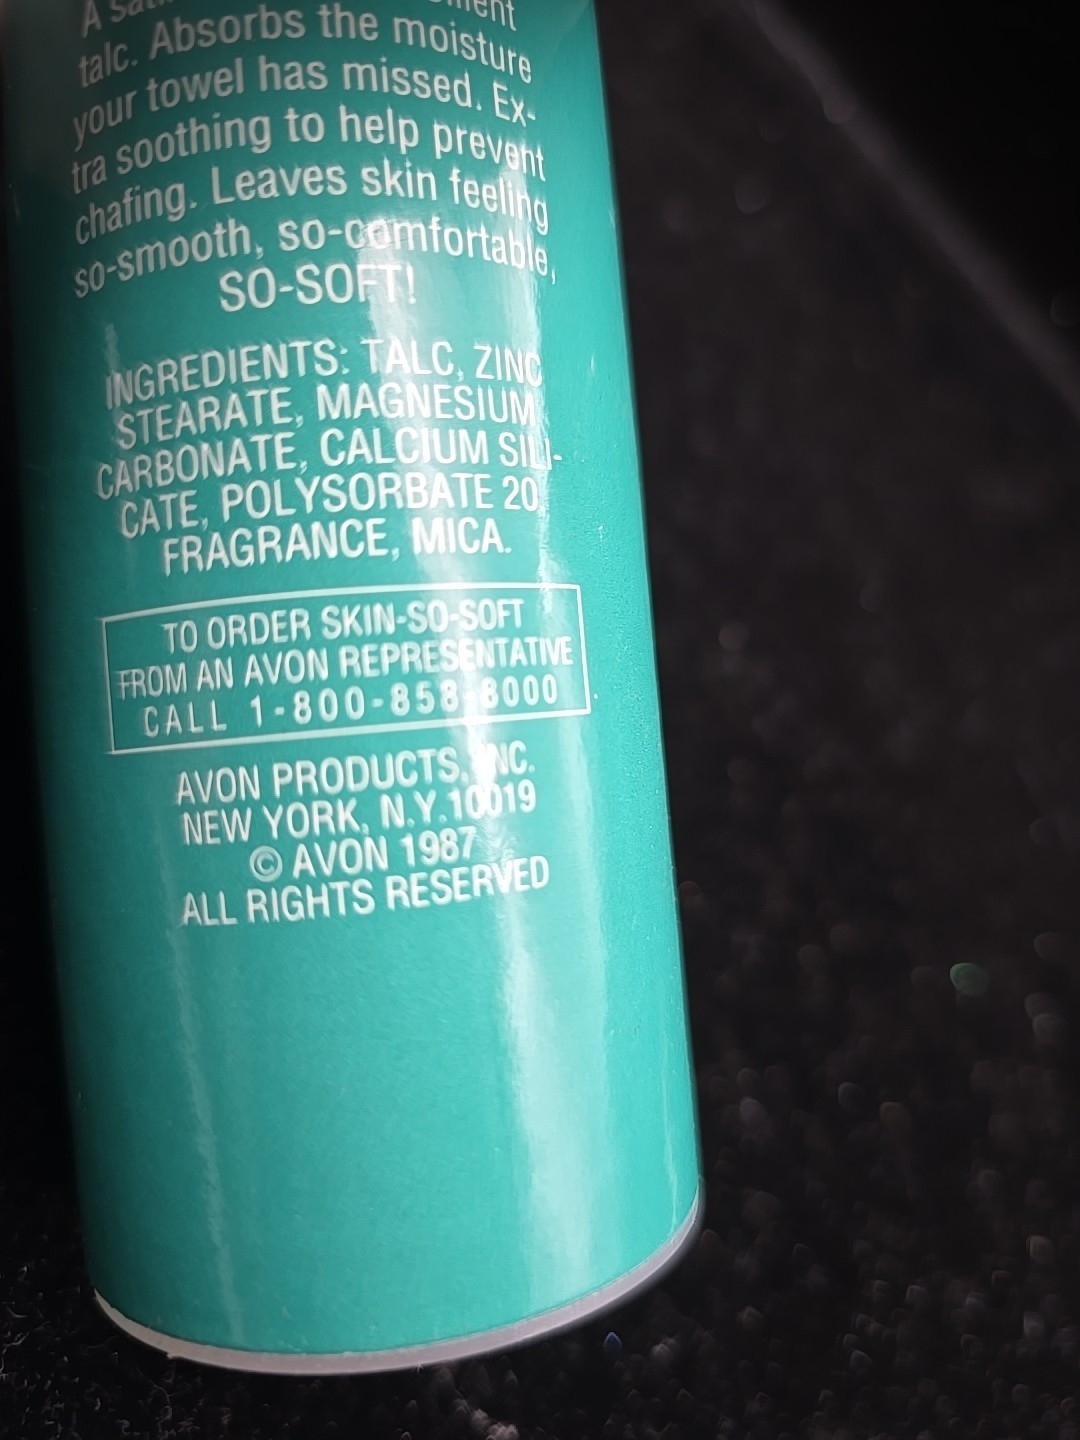 A
talc. Absorbs the moisture
your towel has missed. Ex-
tra soothing to help prevent
chafing. Leaves skin feeling
so-smooth, so-comfortable,
SO-SOFT!
INGREDIENTS: TALC, ZINC
STEARATE, MAGNESIUM
CARBONATE, CALCIUM SILI-
CATE, POLYSORBATE 20
FRAGRANCE, MICA.
TO ORDER SKIN-SO-SOFT
FROM AN AVON REPRESENTATIVE
CALL 1-800-858-8000
AVON PRODUCTS, INC.
NEW YORK, N.Y. 10019
© AVON 1987
ALL RIGHTS RESERVED